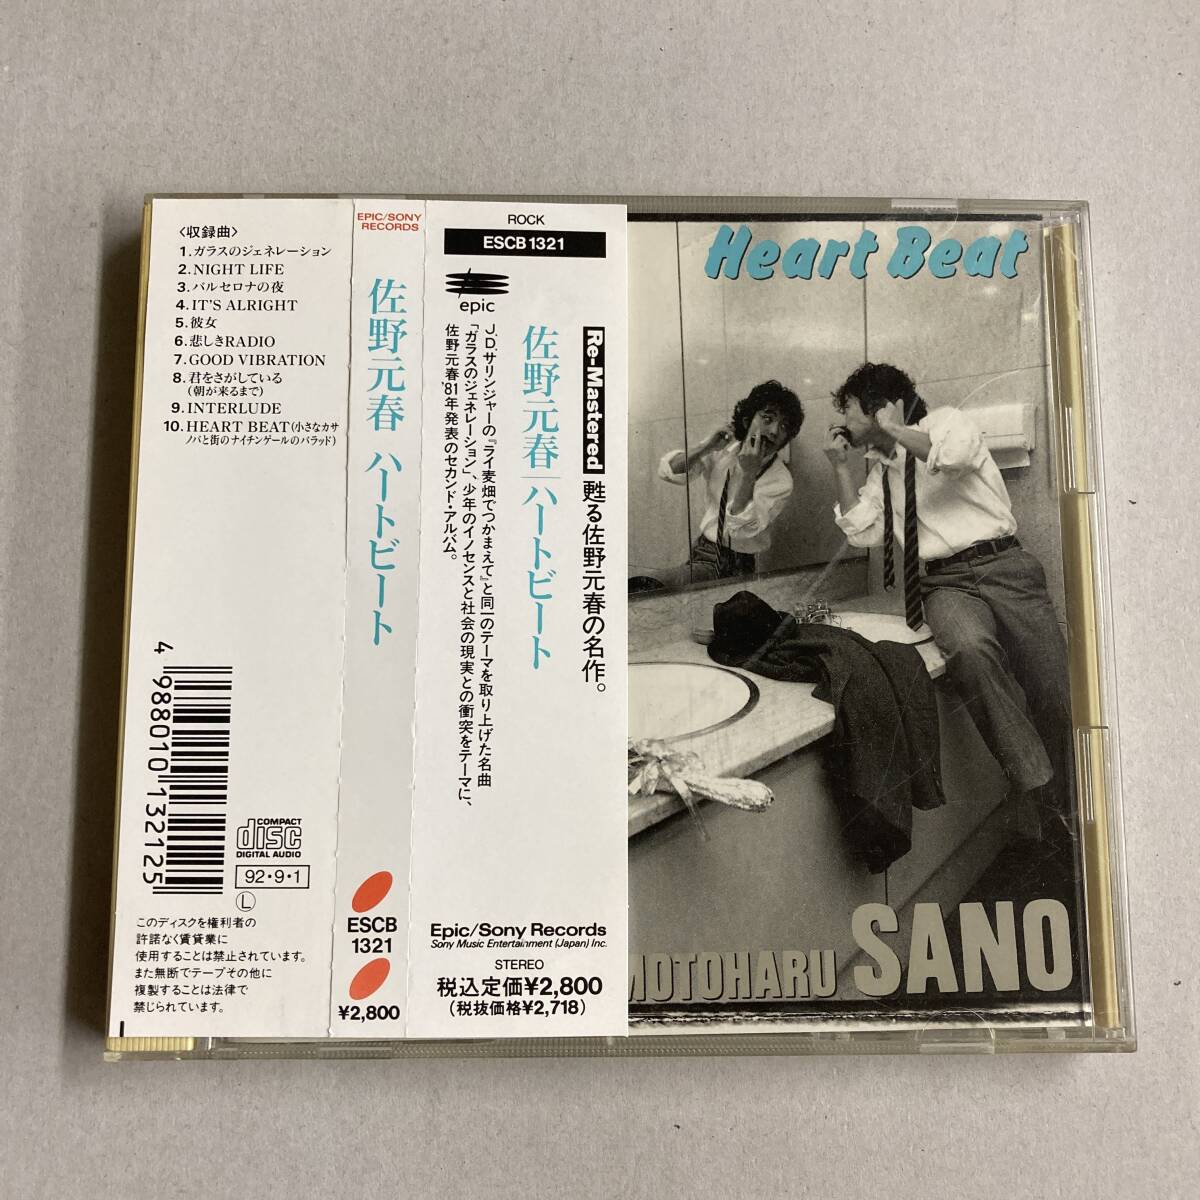 〈収録曲〉
1. ガラスのジェネレーション
2. NIGHT LIFE
3. バルセロナの夜
4. IT'S ALRIGHT
5. 彼女
6. 悲しきRADIO
7. GOOD VIBRATION
8. 君をさがしている
(朝が来るまで)
9. INTERLUDE
10. HEART BEAT(小さなカサ
ノバと街のナイチンゲールのバラッド)
4 988010 132125
COMPACT
disc
DIGITAL AUDIO
92・9・1
Ⓛ
このディスクを権利者の
許諾なく賃貸業に
使用することは禁止されています。
また無断でテープその他に
複製することは法律で
禁じられています。
EPIC/SONY
RECORDS
佐野元春 ハートビート
ESCB
1321
¥2,800
ROCK
ESCB 1321
epic
Re-Mastered 甦る佐野元春の名作。
佐野元春|ハートビート
J.D.サリンジャーの『ライ麦畑でつかまえて』と同一のテーマを取り上げた名曲
「ガラスのジェネレーション」、少年のイノセンスと社会の現実との衝突をテーマに、
佐野元春'81年発表のセカンド・アルバム。
Epic/Sony Records
Sony Music Entertainment (Japan) Inc.
STEREO
税込定価¥2,800
(税抜価格¥2,718)
Heart Beat
MOTOHARU SANO